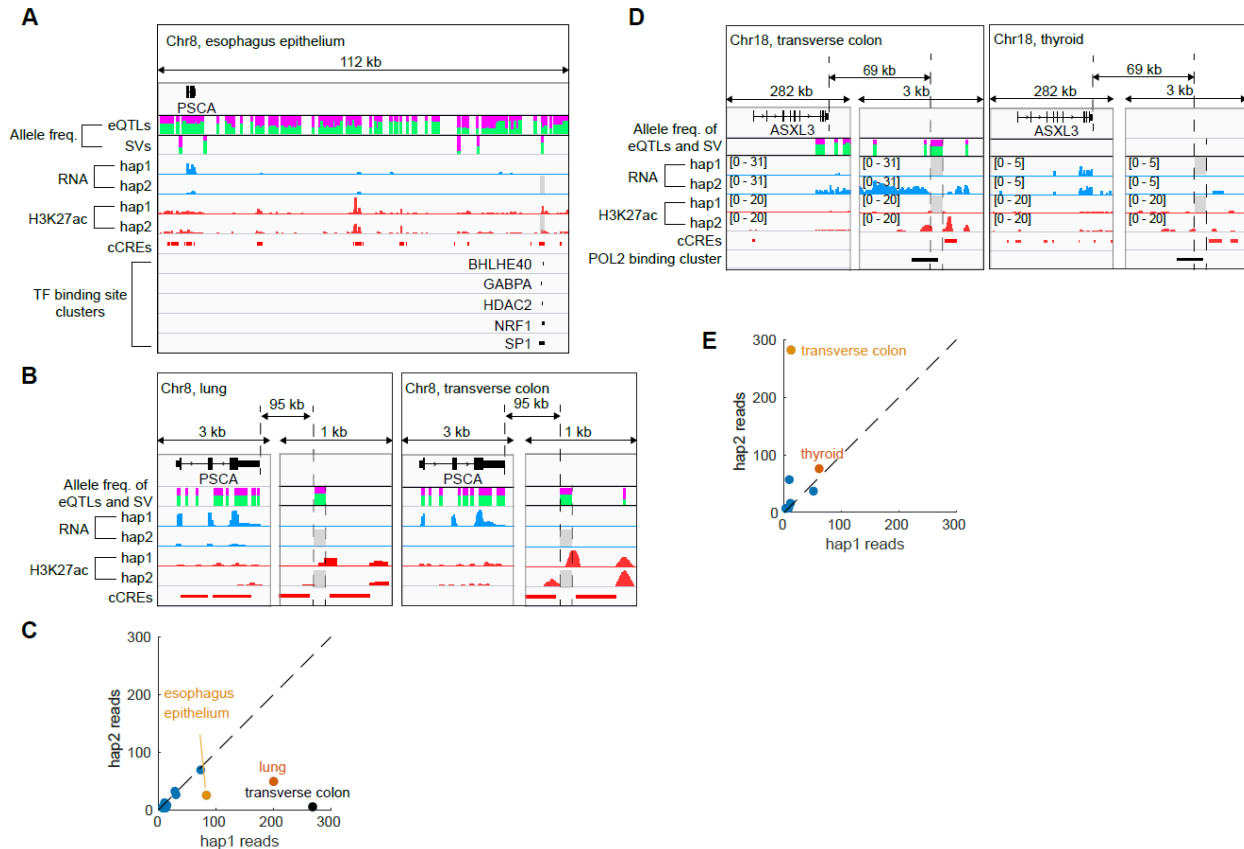 A
Chr8, esophagus epithelium
112 kb
PSCA
Allele freq.
eQTLs
SVs
RNA
hap1
hap2
H3K27ac
hap1
hap2
cCREs
TF binding site
clusters
BHLHE40
GABPA
HDAC2
NRF1
SP1
B
Chr8, lung
95 kb
3 kb
1 kb
PSCA
Chr8, transverse colon
95 kb
3 kb
1 kb
PSCA
Allele freq. of
eQTLs and SV
RNA
hap1
hap2
H3K27ac
hap1
hap2
cCREs
C
300
200
100
0
0
100
200
300
hap2 reads
hap1 reads
esophagus
epithelium
lung
transverse colon
D
Chr18, transverse colon
69 kb
282 kb
3 kb
ASXL3
Chr18, thyroid
69 kb
282 kb
3 kb
ASXL3
Allele freq. of
eQTLs and SV
RNA
hap1
hap2
H3K27ac
hap1
hap2
cCREs
POL2 binding cluster
[0 - 31] [0 - 31] [0 - 5] [0 - 5]
[0 - 31] [0 - 31] [0 - 5] [0 - 5]
[0 - 20] [0 - 20] [0 - 20] [0 - 20]
[0 - 20] [0 - 20] [0 - 20] [0 - 20]
E
300
200
100
0
0
100
200
300
hap2 reads
hap1 reads
transverse colon
thyroid